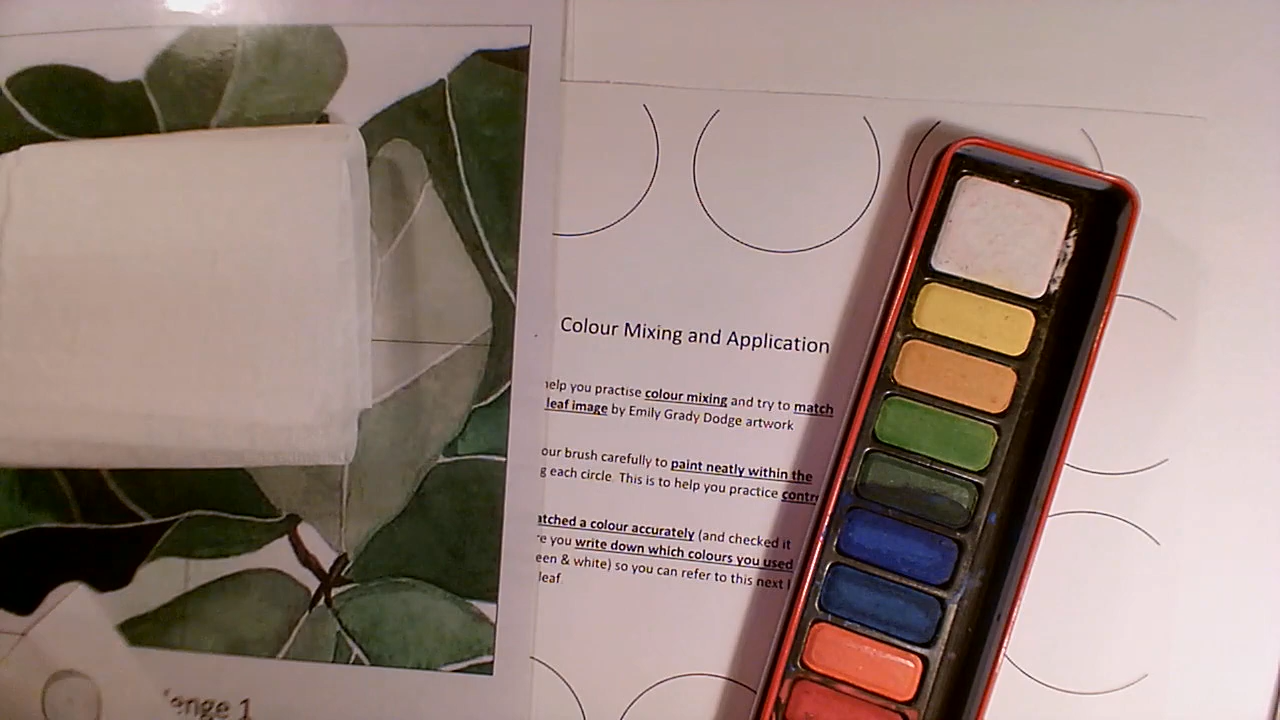 Colour Mixing and Application
help you practise colour mixing and try to match
leaf image by Emily Grady Dodge artwork
our brush carefully to paint neatly within the
g each circle. This is to help you practice contr
atched a colour accurately (and checked it
re you write down which colours you used
een & white) so you can refer to this next l
leaf.
enge 1